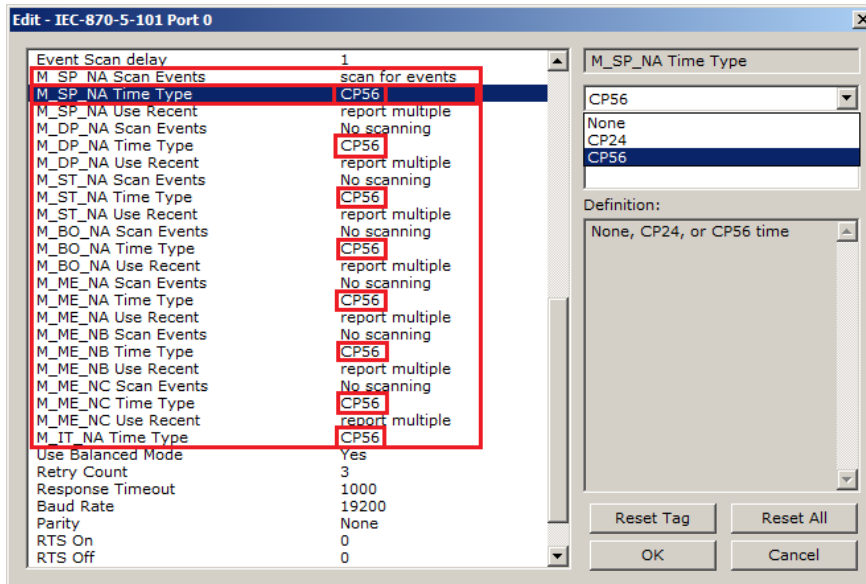 Edit - IEC-870-5-101 Port 0
Event Scan delay 1
M_SP_NA Scan Events scan for events
M_SP_NA Time Type CP56
M_SP_NA Use Recent report multiple
M_DP_NA Scan Events No scanning
M_DP_NA Time Type CP56
M_DP_NA Use Recent report multiple
M_ST_NA Scan Events No scanning
M_ST_NA Time Type CP56
M_ST_NA Use Recent report multiple
M_BO_NA Scan Events No scanning
M_BO_NA Time Type CP56
M_BO_NA Use Recent report multiple
M_ME_NA Scan Events No scanning
M_ME_NA Time Type CP56
M_ME_NA Use Recent report multiple
M_ME_NB Scan Events No scanning
M_ME_NB Time Type CP56
M_ME_NB Use Recent report multiple
M_ME_NC Scan Events No scanning
M_ME_NC Time Type CP56
M_ME_NC Use Recent report multiple
M_IT_NA Time Type CP56
Use Balanced Mode Yes
Retry Count 3
Response Timeout 1000
Baud Rate 19200
Parity None
RTS On 0
RTS Off 0
M_SP_NA Time Type
CP56
None
CP24
CP56
Definition:
None, CP24, or CP56 time
Reset Tag Reset All
OK Cancel